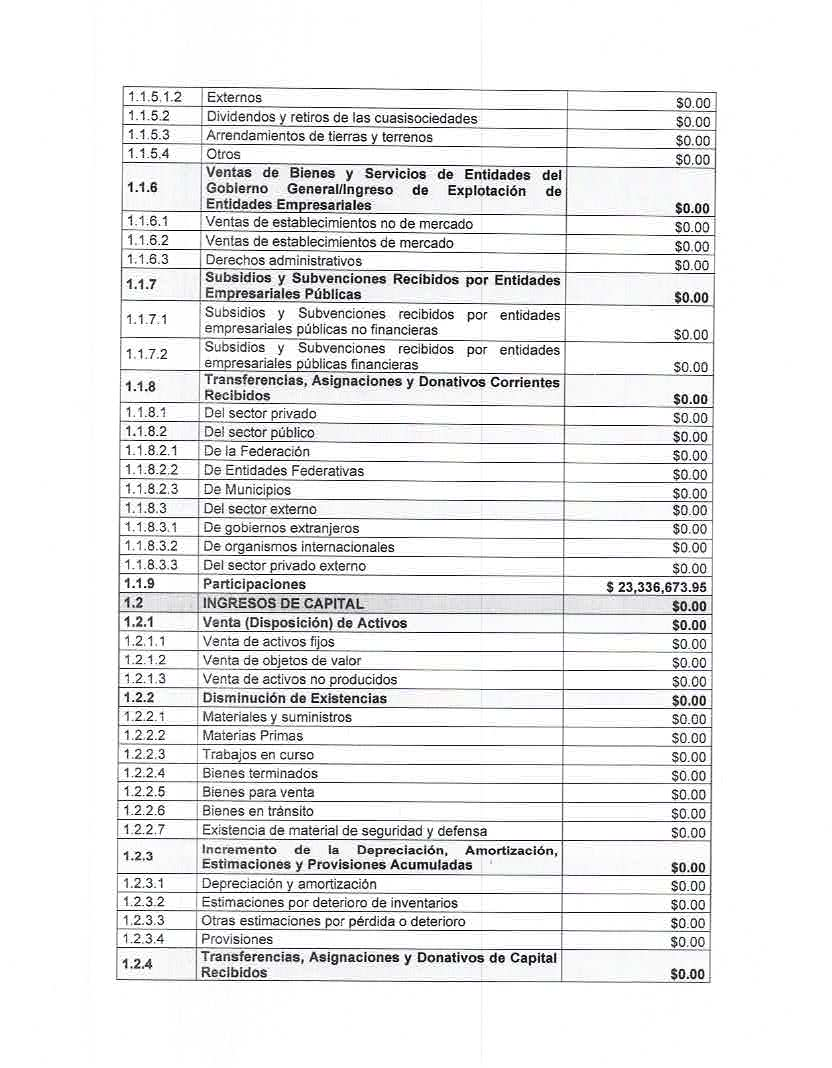 1.1.5.1.2 Externos $0.00
1.1.5.2 Dividendos y retiros de las cuasisociedades $0.00
1.1.5.3 Arrendamientos de tierras y terrenos $0.00
1.1.5.4 Otros $0.00
Ventas de Bienes y Servicios de Entidades del
1.1.6 Gobierno General/Ingreso de Explotación de
Entidades Empresariales $0.00
1.1.6.1 Ventas de establecimientos no de mercado $0.00
1.1.6.2 Ventas de establecimientos de mercado $0.00
1.1.6.3 Derechos administrativos $0.00
1.1.7 Subsidios y Subvenciones Recibidos por Entidades
Empresariales Públicas $0.00
1.1.7.1 Subsidios y Subvenciones recibidos por entidades
empresariales públicas no financieras $0.00
1.1.7.2 Subsidios y Subvenciones recibidos por entidades
empresariales públicas financieras $0.00
1.1.8 Transferencias, Asignaciones y Donativos Corrientes
Recibidos $0.00
1.1.8.1 Del sector privado $0.00
1.1.8.2 Del sector público $0.00
1.1.8.2.1 De la Federación $0.00
1.1.8.2.2 De Entidades Federativas $0.00
1.1.8.2.3 De Municipios $0.00
1.1.8.3 Del sector externo $0.00
1.1.8.3.1 De gobiernos extranjeros $0.00
1.1.8.3.2 De organismos internacionales $0.00
1.1.8.3.3 Del sector privado externo $0.00
1.1.9 Participaciones $ 23,336,673.95
1.2 INGRESOS DE CAPITAL $0.00
1.2.1 Venta (Disposición) de Activos $0.00
1.2.1.1 Venta de activos fijos $0.00
1.2.1.2 Venta de objetos de valor $0.00
1.2.1.3 Venta de activos no producidos $0.00
1.2.2 Disminución de Existencias $0.00
1.2.2.1 Materiales y suministros $0.00
1.2.2.2 Materias Primas $0.00
1.2.2.3 Trabajos en curso $0.00
1.2.2.4 Bienes terminados $0.00
1.2.2.5 Bienes para venta $0.00
1.2.2.6 Bienes en tránsito $0.00
1.2.2.7 Existencia de material de seguridad y defensa $0.00
1.2.3 Incremento de la Depreciación, Amortización,
Estimaciones y Provisiones Acumuladas $0.00
1.2.3.1 Depreciación y amortización $0.00
1.2.3.2 Estimaciones por deterioro de inventarios $0.00
1.2.3.3 Otras estimaciones por pérdida o deterioro $0.00
1.2.3.4 Provisiones $0.00
1.2.4 Transferencias, Asignaciones y Donativos de Capital
Recibidos $0.00